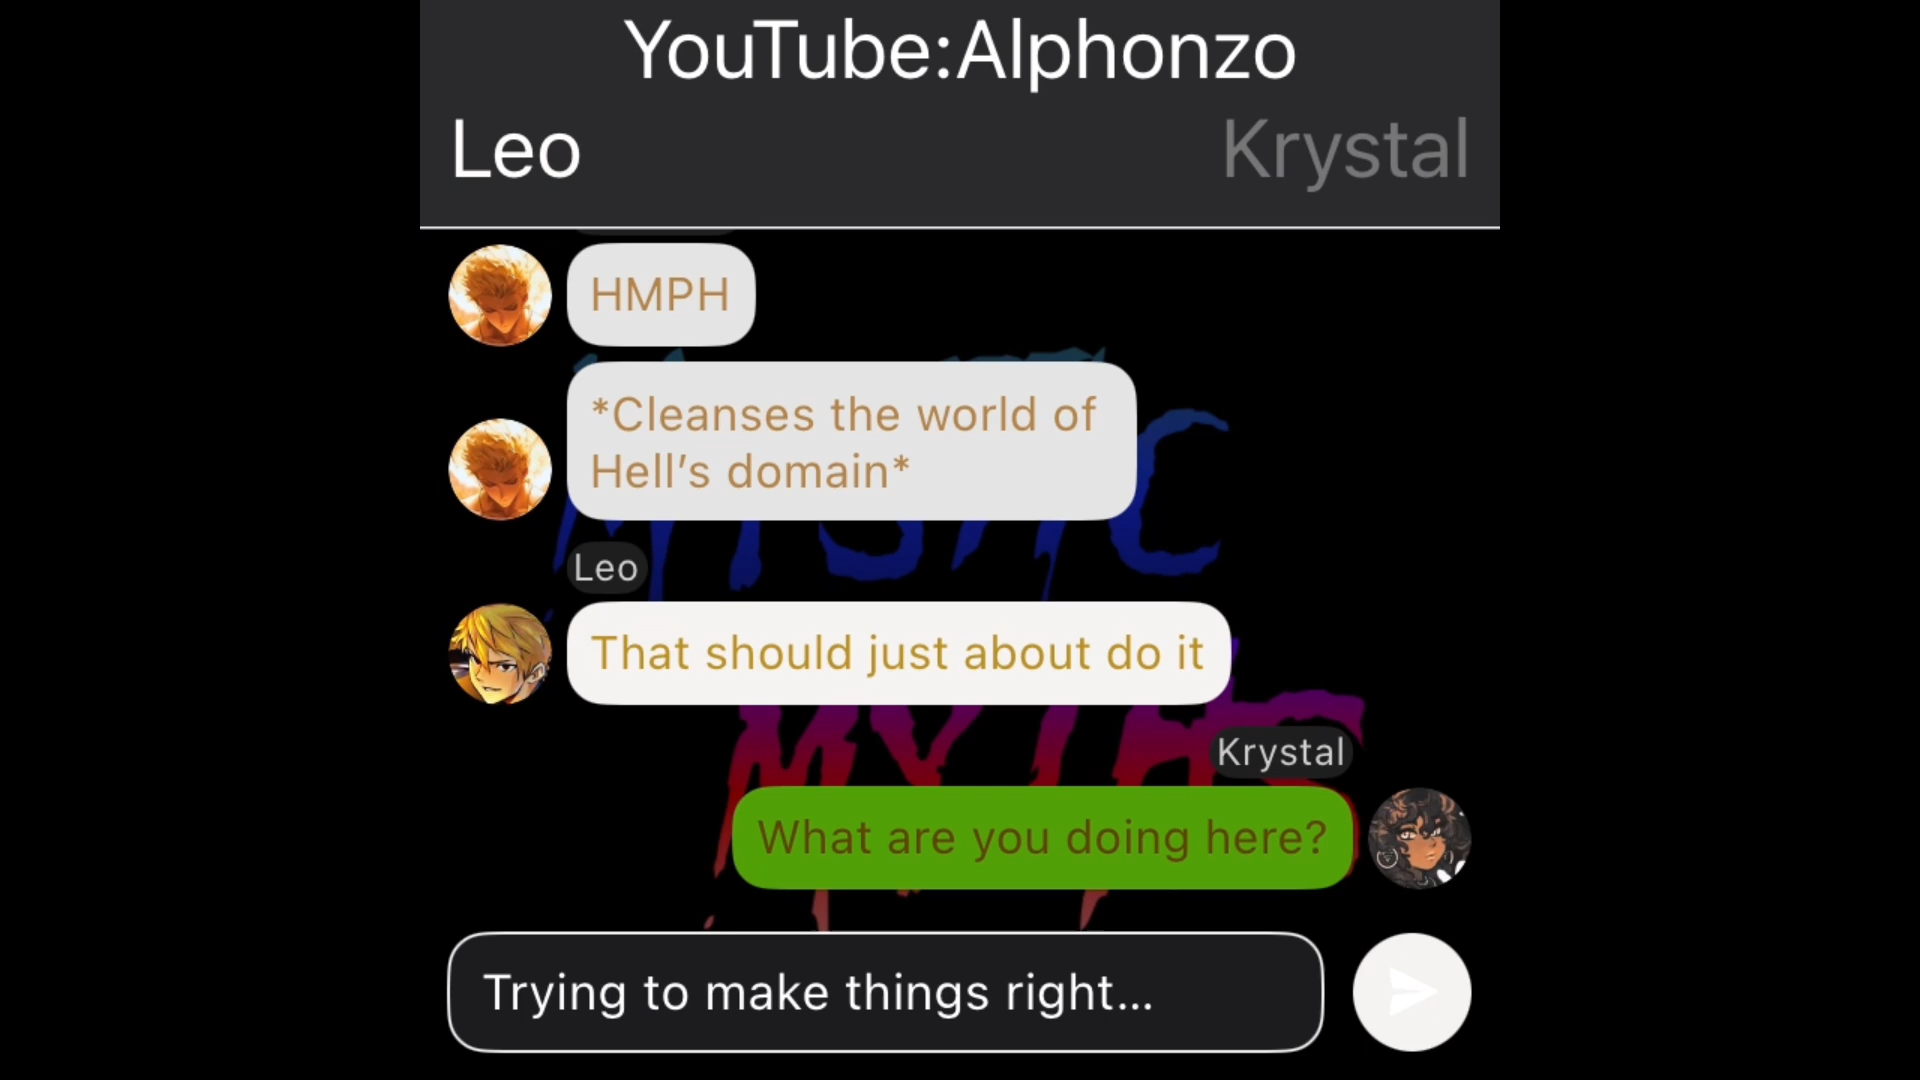 YouTube:Alphonzo
Leo
Krystal
HMPH
*Cleanses the world of
Hell’s domain*
Leo
That should just about do it
Krystal
What are you doing here?
Trying to make things right...